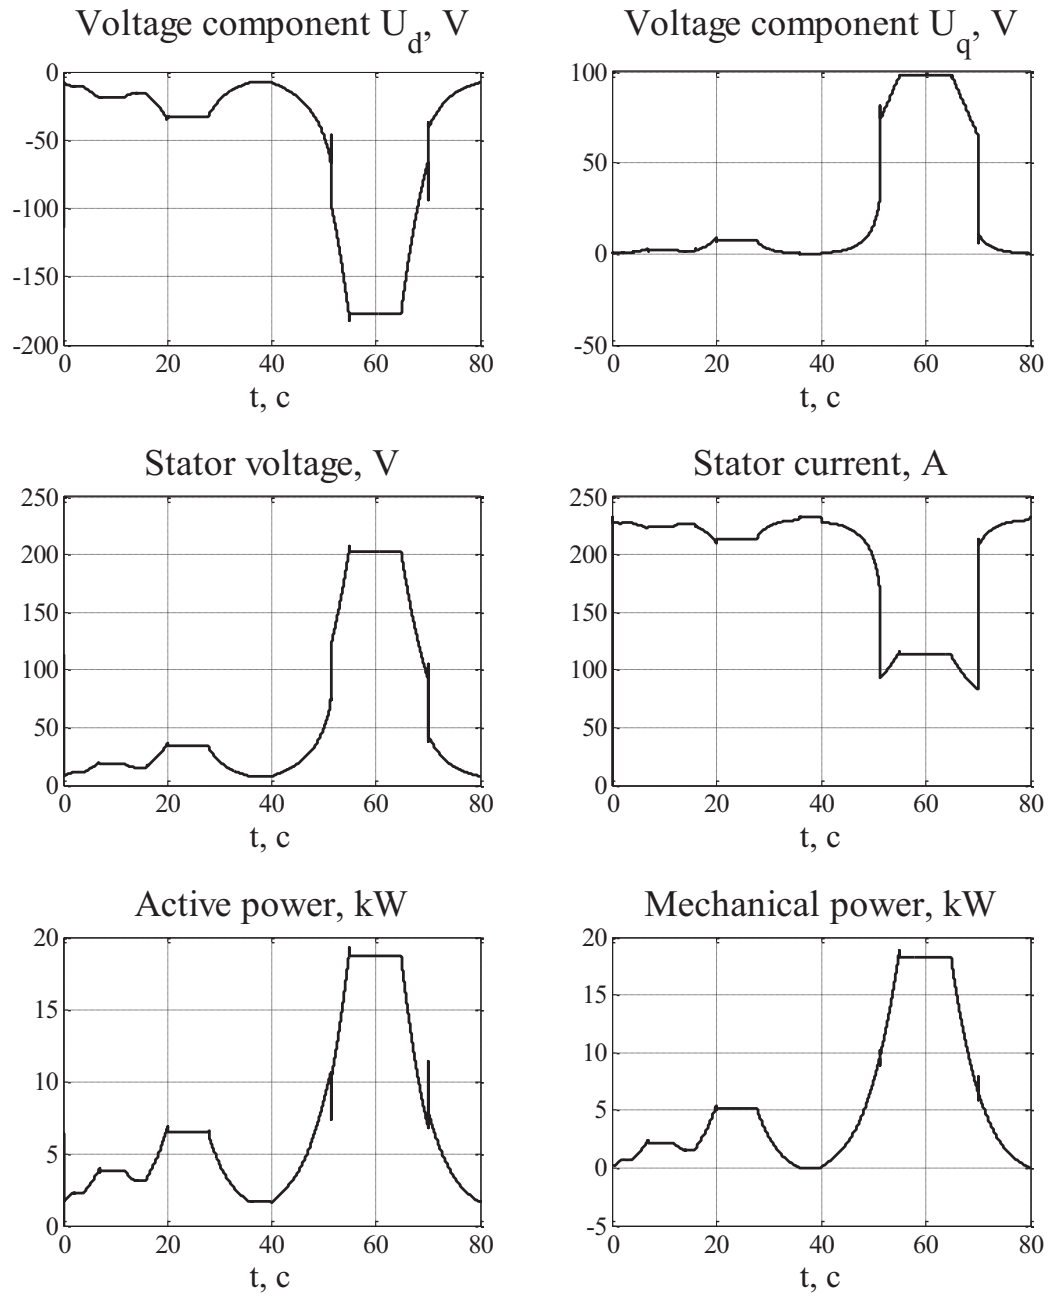 Voltage component U_d, V
Voltage component U_q, V
0
-50
-100
-150
-200
0 20 40 60 80
t, c
100
50
0
-50
0 20 40 60 80
t, c
Stator voltage, V
Stator current, A
250
200
150
100
50
0
0 20 40 60 80
t, c
250
200
150
100
50
0
0 20 40 60 80
t, c
Active power, kW
Mechanical power, kW
20
15
10
5
0
0 20 40 60 80
t, c
20
15
10
5
0
-5
0 20 40 60 80
t, c